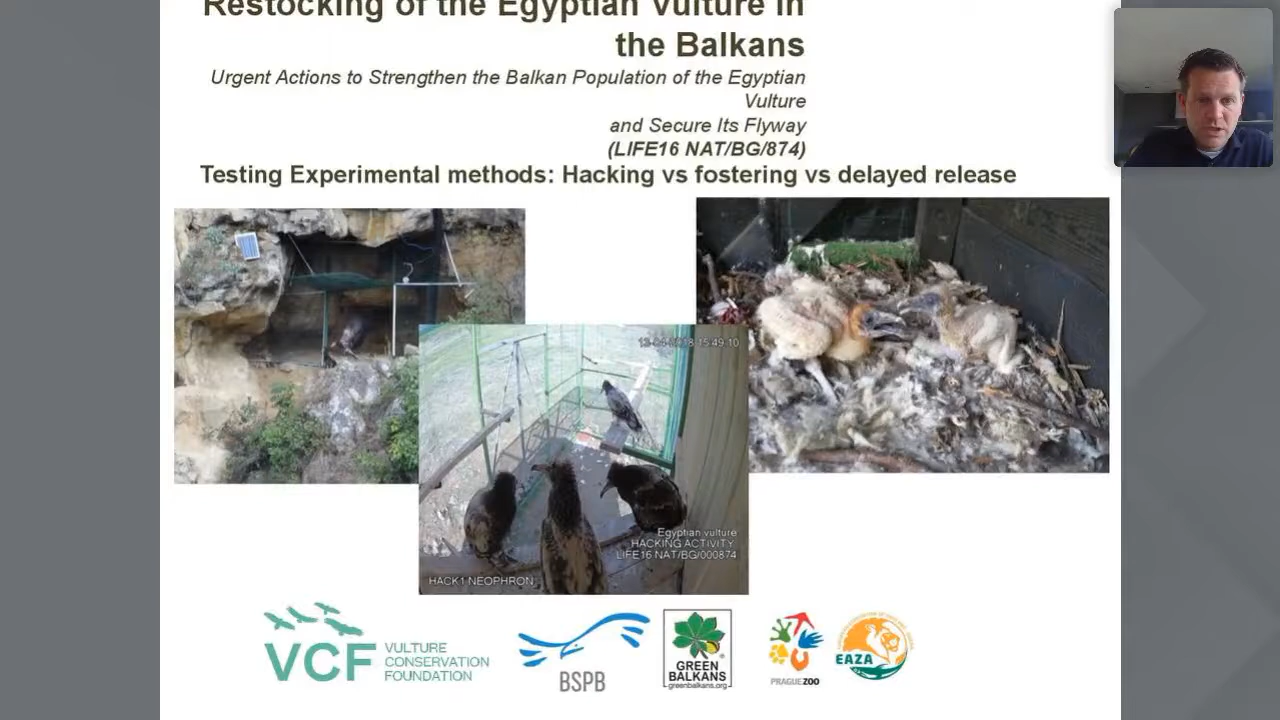 Restocking of the Egyptian Vulture in
the Balkans
Urgent Actions to Strengthen the Balkan Population of the Egyptian
Vulture
and Secure Its Flyway
(LIFE16 NAT/BG/874)
Testing Experimental methods: Hacking vs fostering vs delayed release
Egyptian vulture
HACKING ACTIVITY:
LIFE16 NAT/BG/000874
HACK1 NEOPHRON
VCF
VULTURE
CONSERVATION
FOUNDATION
BSPB
GREEN
BALKANS
greenbalkans.org
PRAGUE ZOO
EAZA